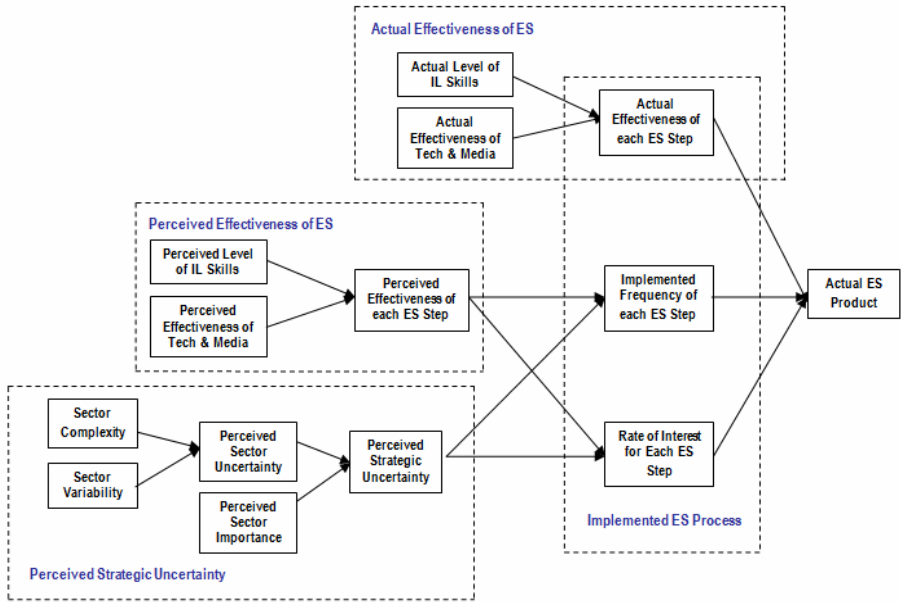 Actual Effectiveness of ES
Actual Level of
IL Skills
Actual
Effectiveness of
Tech & Media
Actual
Effectiveness of
each ES Step
Perceived Effectiveness of ES
Perceived Level
of IL Skills
Perceived
Effectiveness of
Tech & Media
Perceived
Effectiveness of
each ES Step
Implemented
Frequency of
each ES Step
Actual ES
Product
Sector
Complexity
Sector
Variability
Perceived
Sector
Uncertainty
Perceived
Sector
Importance
Perceived
Strategic
Uncertainty
Rate of Interest
for Each ES
Step
Implemented ES Process
Perceived Strategic Uncertainty